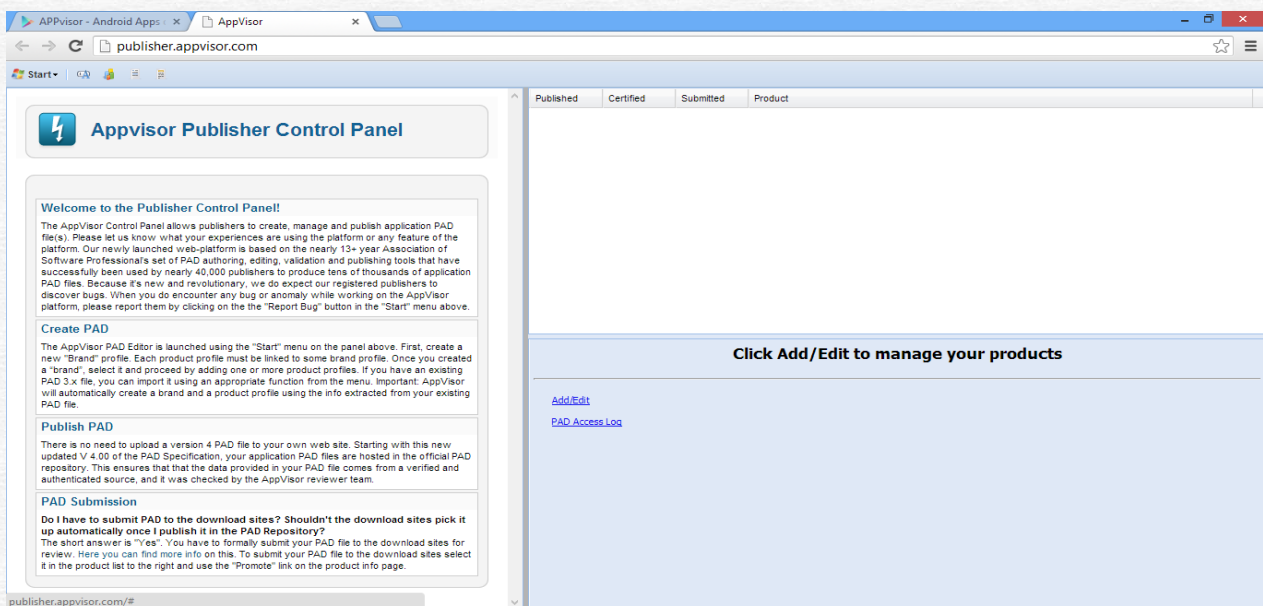 APPvisor - Android Apps
AppVisor
publisher.appvisor.com
Start
Appvisor Publisher Control Panel
Welcome to the Publisher Control Panel!
The AppVisor Control Panel allows publishers to create, manage and publish application PAD
file(s). Please let us know what your experiences are using the platform or any feature of the
platform. Our newly launched web-platform is based on the nearly 13+ year Association of
Software Professional's set of PAD authoring, editing, validation and publishing tools that have
successfully been used by nearly 40,000 publishers to produce tens of thousands of application
PAD files. Because it's new and revolutionary, we do expect our registered publishers to
discover bugs. When you do encounter any bug or anomaly while working on the AppVisor
platform, please report them by clicking on the the "Report Bug" button in the "Start" menu above.
Create PAD
The AppVisor PAD Editor is launched using the "Start" menu on the panel above. First, create a
new "Brand" profile. Each product profile must be linked to some brand profile. Once you created
a "brand", select it and proceed by adding one or more product profiles. If you have an existing
PAD 3.x file, you can import it using an appropriate function from the menu. Important: AppVisor
will automatically create a brand and a product profile using the info extracted from your existing
PAD file.
Publish PAD
There is no need to upload a version 4 PAD file to your own web site. Starting with this new
updated V 4.00 of the PAD Specification, your application PAD files are hosted in the official PAD
repository. This ensures that that the data provided in your PAD file comes from a verified and
authenticated source, and it was checked by the AppVisor reviewer team.
PAD Submission
Do I have to submit PAD to the download sites? Shouldn't the download sites pick it
up automatically once I publish it in the PAD Repository?
The short answer is "Yes". You have to formally submit your PAD file to the download sites for
review. Here you can find more info on this. To submit your PAD file to the download sites select
it in the product list to the right and use the "Promote" link on the product info page.
publisher.appvisor.com/#
Published Certified Submitted Product
Click Add/Edit to manage your products
Add/Edit
PAD Access Log